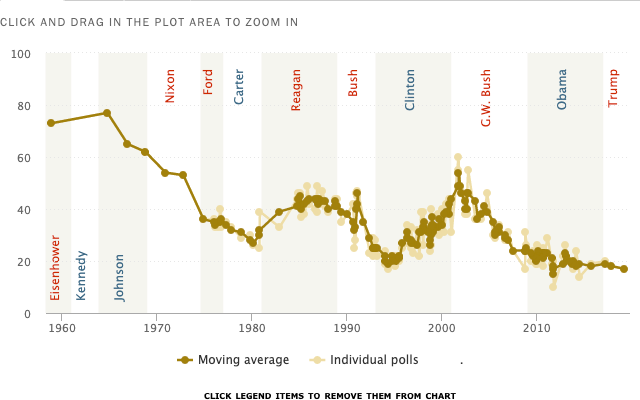 CLICK AND DRAG IN THE PLOT AREA TO ZOOM IN
100
80
60
40
20
0
Eisenhower
Kennedy
Johnson
Nixon
Ford
Carter
Reagan
Bush
Clinton
G.W. Bush
Obama
Trump
1960 1970 1980 1990 2000 2010
Moving average Individual polls .
CLICK LEGEND ITEMS TO REMOVE THEM FROM CHART